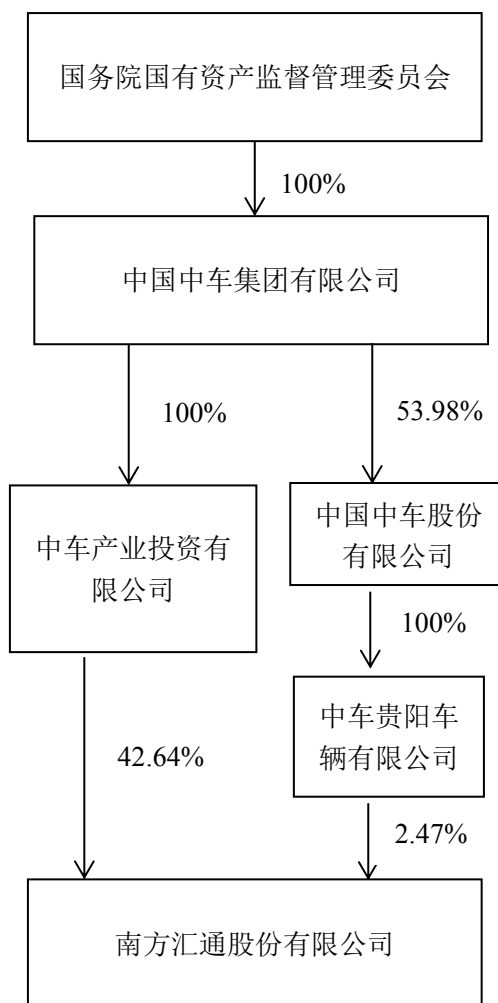 国务院国有资产监督管理委员会
100%
中国中车集团有限公司
100%
53.98%
中车产业投资有
限公司
中国中车股份
有限公司
100%
中车贵阳车
辆有限公司
42.64%
2.47%
南方汇通股份有限公司